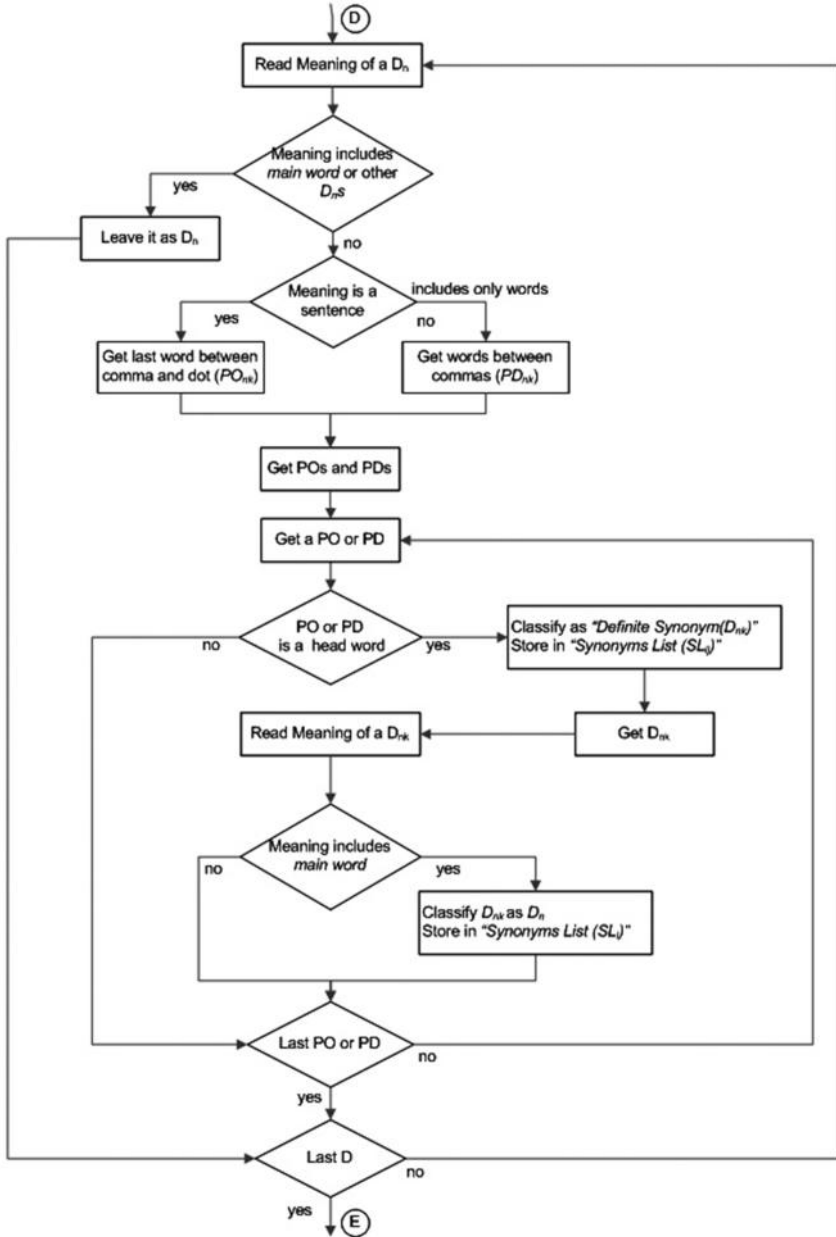 D
Read Meaning of a Dn
Meaning includes
main word or other
Dns
yes
Leave it as Dn
no
Meaning is a
sentence
includes only words
yes
no
Get last word between
comma and dot (POnk)
Get words between
commas (PDnk)
Get POs and PDs
Get a PO or PD
PO or PD
is a head word
no
yes
Classify as "Definite Synonym(Dnk)"
Store in "Synonyms List (SLij)"
Read Meaning of a Dnk
Get Dnk
Meaning includes
main word
no
yes
Classify Dnk as Dn
Store in "Synonyms List (SLi)"
Last PO or PD
no
yes
Last D
no
yes
E